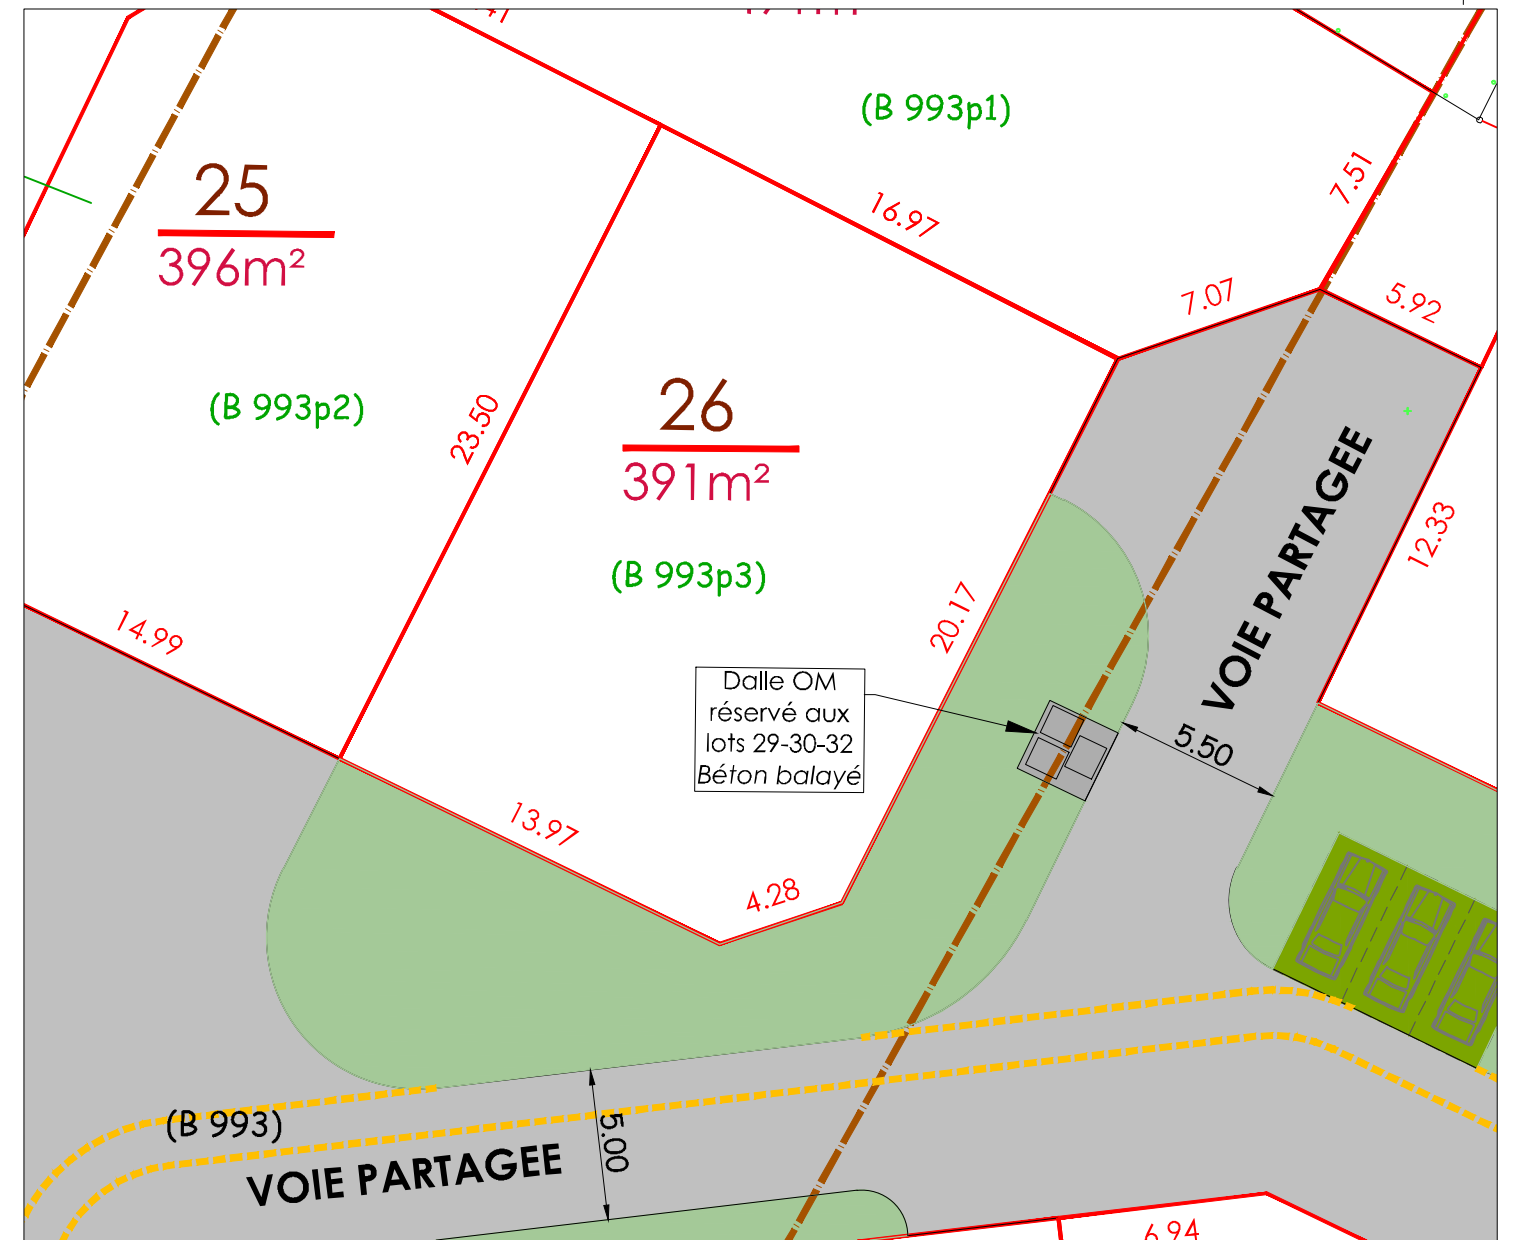 (B 993p1)
7.51
25
396m²
16.97
7.07
5.92
(B 993p2)
23.50
26
391m²
VOIE PARTAGEE
12.33
(B 993p3)
14.99
20.17
Dalle OM
réservé aux
lots 29-30-32
Béton balayé
5.50
13.97
4.28
(B 993)
5.00
VOIE PARTAGEE
6.94